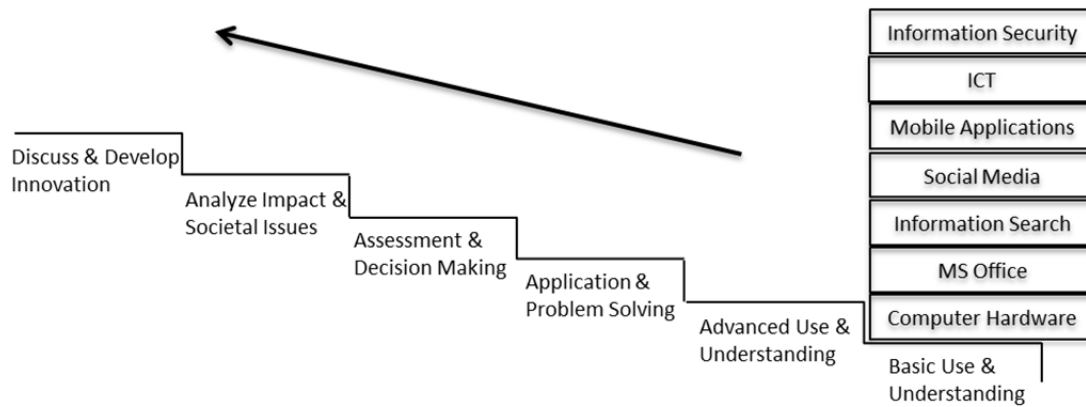 Information Security
ICT
Mobile Applications
Social Media
Information Search
MS Office
Computer Hardware
Discuss & Develop
Innovation
Analyze Impact &
Societal Issues
Assessment &
Decision Making
Application &
Problem Solving
Advanced Use &
Understanding
Basic Use &
Understanding